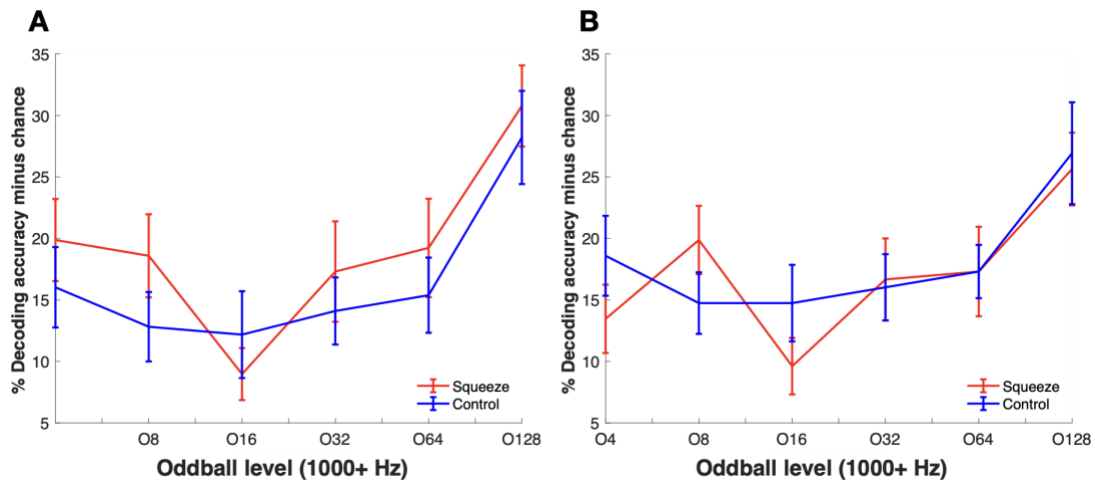 A
% Decoding accuracy minus chance
35
30
25
20
15
10
5
O8 O16 O32 O64 O128
Oddball level (1000+ Hz)
Squeeze
Control
B
% Decoding accuracy minus chance
35
30
25
20
15
10
5
O4 O8 O16 O32 O64 O128
Oddball level (1000+ Hz)
Squeeze
Control